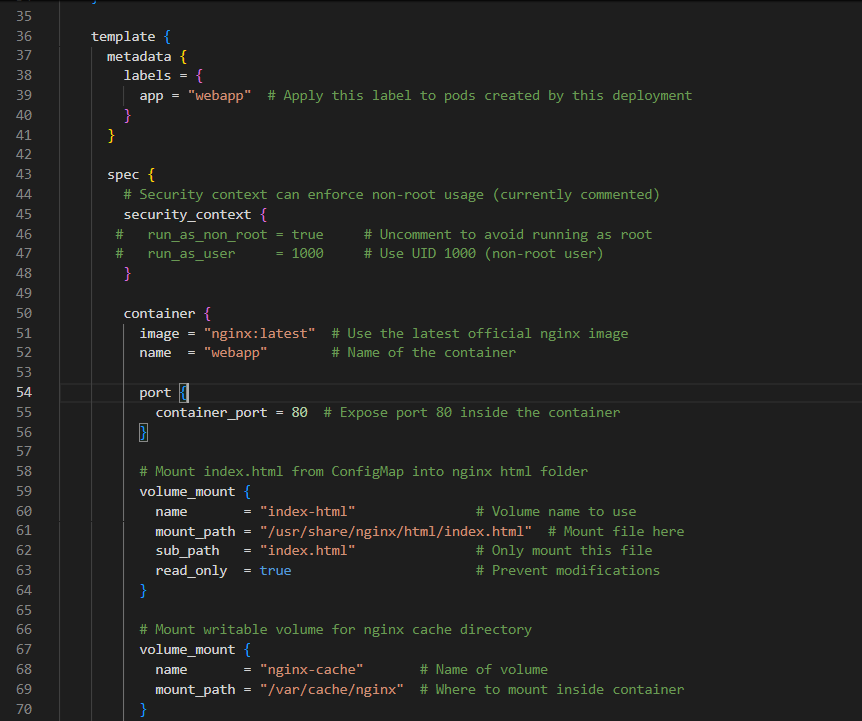 35
36 template {
37 metadata {
38 labels = {
39 app = "webapp" # Apply this label to pods created by this deployment
40 }
41 }
42
43 spec {
44 # Security context can enforce non-root usage (currently commented)
45 security_context {
46 # run_as_non_root = true # Uncomment to avoid running as root
47 # run_as_user = 1000 # Use UID 1000 (non-root user)
48 }
49
50 container {
51 image = "nginx:latest" # Use the latest official nginx image
52 name = "webapp" # Name of the container
53
54 port {
55 container_port = 80 # Expose port 80 inside the container
56 }
57
58 # Mount index.html from ConfigMap into nginx html folder
59 volume_mount {
60 name = "index-html" # Volume name to use
61 mount_path = "/usr/share/nginx/html/index.html" # Mount file here
62 sub_path = "index.html" # Only mount this file
63 read_only = true # Prevent modifications
64 }
65
66 # Mount writable volume for nginx cache directory
67 volume_mount {
68 name = "nginx-cache" # Name of volume
69 mount_path = "/var/cache/nginx" # Where to mount inside container
70 }